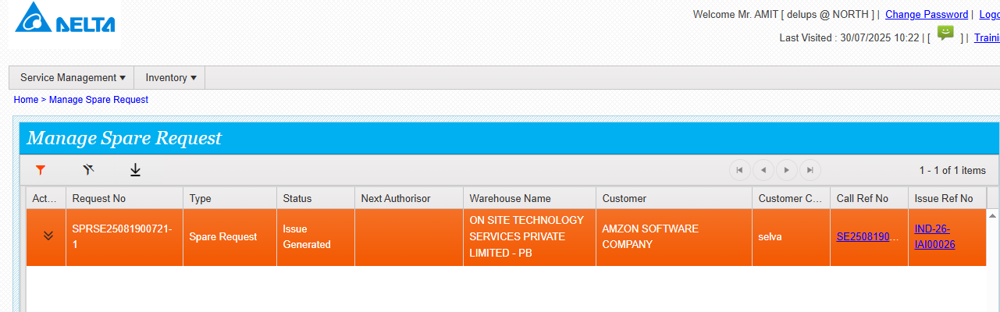 DELTA
Welcome Mr. AMIT [ delups @ NORTH ] | Change Password | Logo
Last Visited : 30/07/2025 10:22 | [ ] | Traini
Service Management Inventory
Home > Manage Spare Request
Manage Spare Request
1 - 1 of 1 items
Act... Request No Type Status Next Authorisor Warehouse Name Customer Customer C... Call Ref No Issue Ref No
SPRSE25081900721-
1
Spare Request
Issue
Generated
ON SITE TECHNOLOGY
SERVICES PRIVATE
LIMITED - PB
AMZON SOFTWARE
COMPANY
selva
SE2508190...
IND-26-
IAI00026